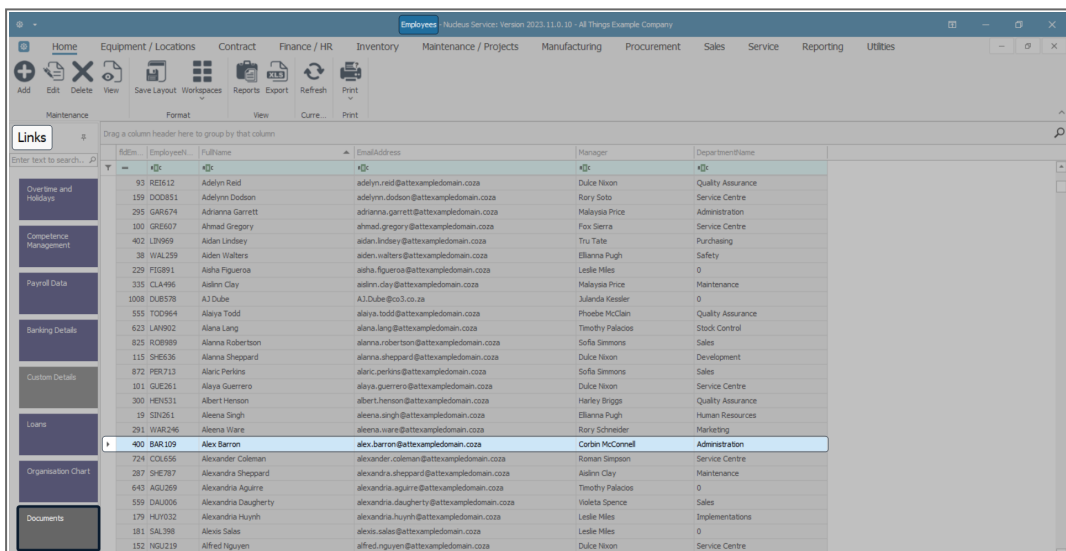 Employees - Nucleus Service: Version 2023.11.0.10 - All Things Example Company
Home Equipment / Locations Contract Finance / HR Inventory Maintenance / Projects Manufacturing Procurement Sales Service Reporting Utilities
Add Edit Delete View Save Layout Workspaces Reports Export Refresh Print
XLS
Maintenance Format View Curre... Print
Links
Drag a column header here to group by that column
Enter text to search...
fldEm... EmployeeN... FullName EmailAddress Manager DepartmentName
93 REI612 Adelyn Reid adelyn.reid@attexampledomain.coza Dulce Nixon Quality Assurance
159 DOD851 Adelynn Dodson adelynn.dodson@attexampledomain.coza Rory Soto Service Centre
295 GAR674 Adrianna Garrett adrianna.garrett@attexampledomain.coza Malaysia Price Administration
100 GRE607 Ahmad Gregory ahmad.gregory@attexampledomain.coza Fox Sierra Service Centre
402 LIN969 Aidan Lindsey aidan.lindsey@attexampledomain.coza Tru Tate Purchasing
38 WAL259 Aiden Walters aiden.walters@attexampledomain.coza Elianna Pugh Safety
229 FIG891 Aisha Figueroa aisha.figueroa@attexampledomain.coza Leslie Miles 0
335 CLA496 Aislinn Clay aislinn.clay@attexampledomain.coza Malaysia Price Maintenance
1008 DUB578 AJ Dube AJ.Dube@co3.co.za Julanda Kessler 0
555 TOD964 Alaiya Todd alaiya.todd@attexampledomain.coza Phoebe McClain Quality Assurance
623 LAN902 Alana Lang alana.lang@attexampledomain.coza Timothy Palacios Stock Control
825 ROB989 Alanna Robertson alanna.robertson@attexampledomain.coza Sofia Simmons Sales
115 SHE636 Alanna Sheppard alanna.sheppard@attexampledomain.coza Dulce Nixon Development
872 PER713 Alaric Perkins alaric.perkins@attexampledomain.coza Sofia Simmons Sales
101 GUE261 Alaya Guerrero alaya.guerrero@attexampledomain.coza Dulce Nixon Service Centre
300 HEN531 Albert Henson albert.henson@attexampledomain.coza Harley Briggs Quality Assurance
19 SIN261 Aleena Singh aleena.singh@attexampledomain.coza Elianna Pugh Human Resources
291 WAR246 Aleena Ware aleena.ware@attexampledomain.coza Rory Schneider Marketing
400 BAR109 Alex Barron alex.barron@attexampledomain.coza Corbin McConnell Administration
724 COL656 Alexander Coleman alexander.coleman@attexampledomain.coza Roman Simpson Service Centre
287 SHE787 Alexandra Sheppard alexandra.sheppard@attexampledomain.coza Aislinn Clay Maintenance
643 AGU269 Alexandria Aguirre alexandria.aguirre@attexampledomain.coza Timothy Palacios 0
559 DAU006 Alexandria Daugherty alexandria.daugherty@attexampledomain.coza Violeta Spence Sales
179 HUY032 Alexandria Huynh alexandria.huynh@attexampledomain.coza Leslie Miles Implementations
181 SAL398 Alexis Salas alexis.salas@attexampledomain.coza Leslie Miles 0
152 NGU219 Alfred Nguyen alfred.nguyen@attexampledomain.coza Dulce Nixon Service Centre
Overtime and
Holidays
Competence
Management
Payroll Data
Banking Details
Custom Details
Loans
Organisation Chart
Documents